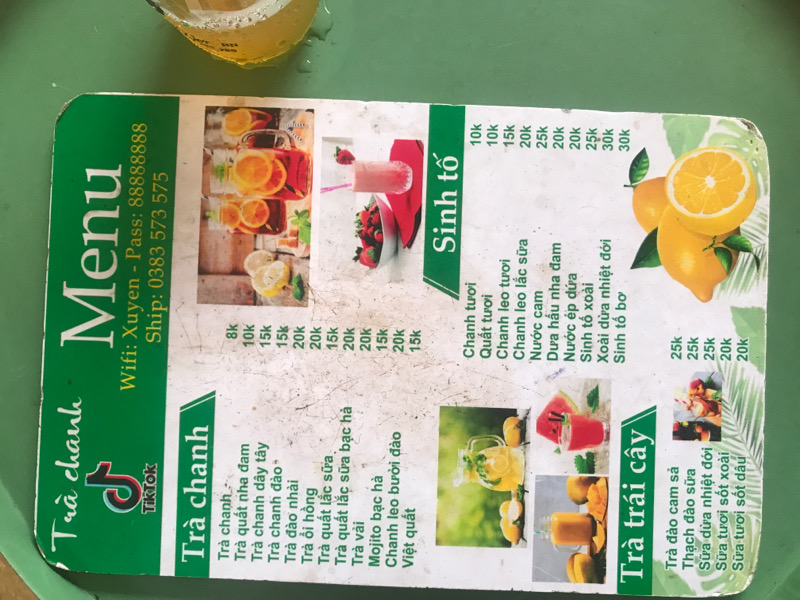 Trà chanh
TikTok
Menu
Wifi: Xuyen - Pass: 88888888
Ship: 0383 573 575
Trà chanh
Trà chanh 8k
Trà quất nha đam 10k
Trà chanh dây tây 15k
Trà chanh đào 15k
Trà đào nhài 20k
Trà ổi hồng 20k
Trà quất lắc sữa 15k
Trà quất lắc sữa bạc hà 20k
Trà vải 20k
Mojito bạc hà 15k
Chanh leo bưởi đào 20k
Việt quất 15k
Sinh tố
Chanh tươi 10k
Quất tươi 10k
Chanh leo tươi 15k
Chanh leo lắc sữa 20k
Nước cam 25k
Dưa hấu nha đam 20k
Nước ép dứa 20k
Sinh tố xoài 25k
Xoài dừa nhiệt đới 30k
Sinh tố bơ 30k
Trà trái cây
Trà đào cam sả 25k
Thạch đào sữa 25k
Sữa dừa nhiệt đới 25k
Sữa tươi sốt xoài 20k
Sữa tươi sốt dâu 20k